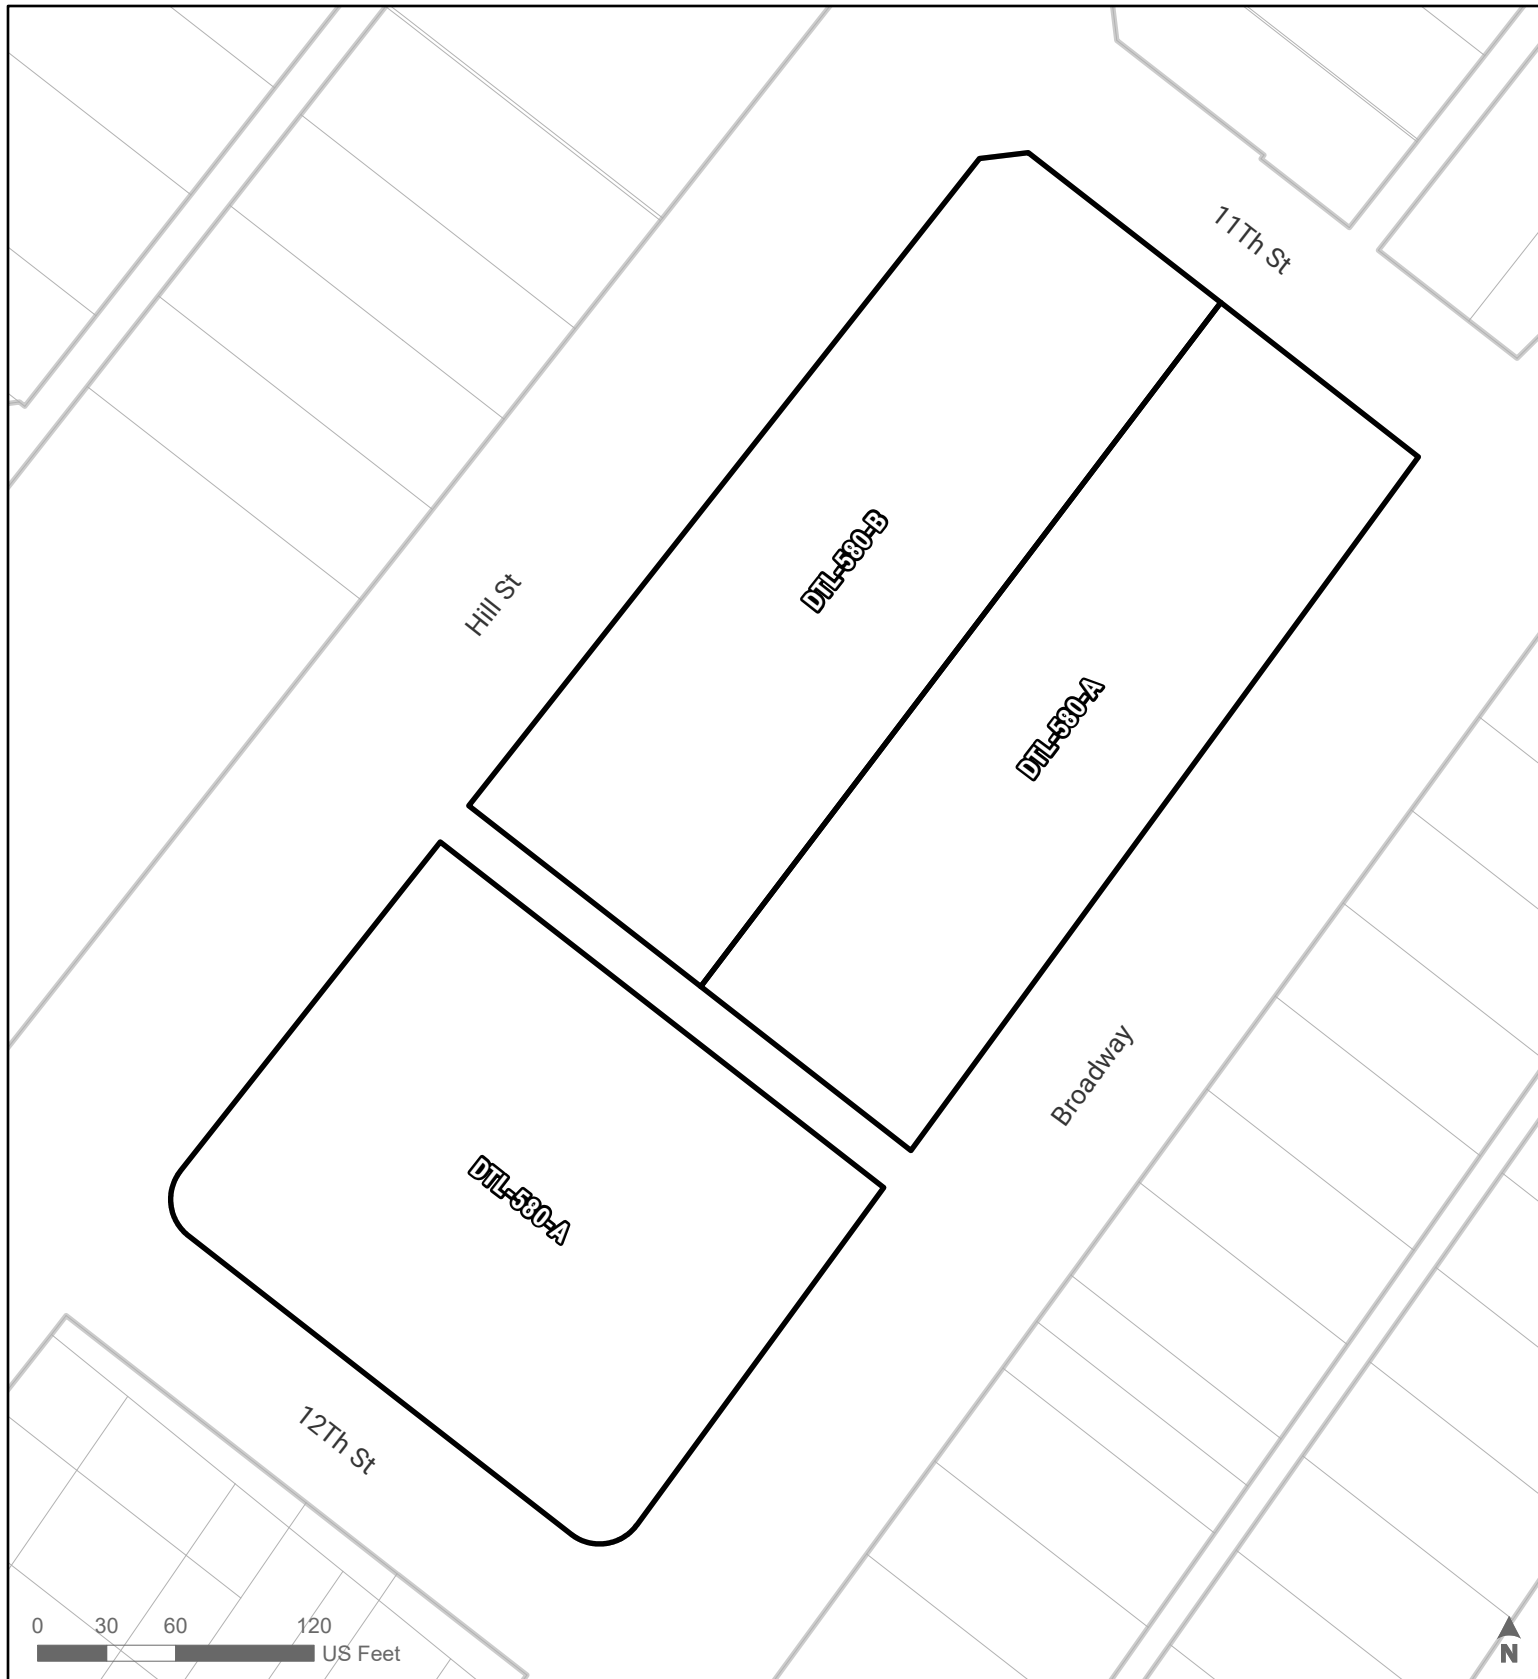 11Th St
DTL-580-B
Hill St
DTL-580-A
Broadway
DTL-580-A
12Th St
0 30 60 120
US Feet
N